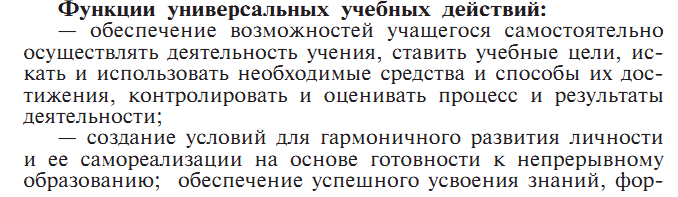 Функции универсальных учебных действий:
— обеспечение возможностей учащегося самостоятельно
осуществлять деятельность учения, ставить учебные цели, ис-
кать и использовать необходимые средства и способы их дос-
тижения, контролировать и оценивать процесс и результаты
деятельности;
— создание условий для гармоничного развития личности
и ее самореализации на основе готовности к непрерывному
образованию; обеспечение успешного усвоения знаний, фор-